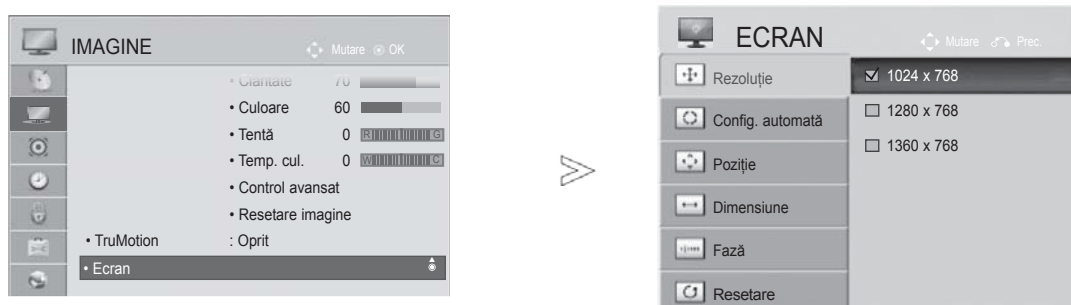 IMAGINE
Mutare OK
• Claritate 70
• Culoare 60
• Tentă 0 R G
• Temp. cul. 0 W C
• Control avansat
• Resetare imagine
• TruMotion : Oprit
• Ecran
ECRAN
Mutare Prec.
Rezoluție
Config. automată
Poziție
Dimensiune
Fază
Resetare
1024 x 768
1280 x 768
1360 x 768